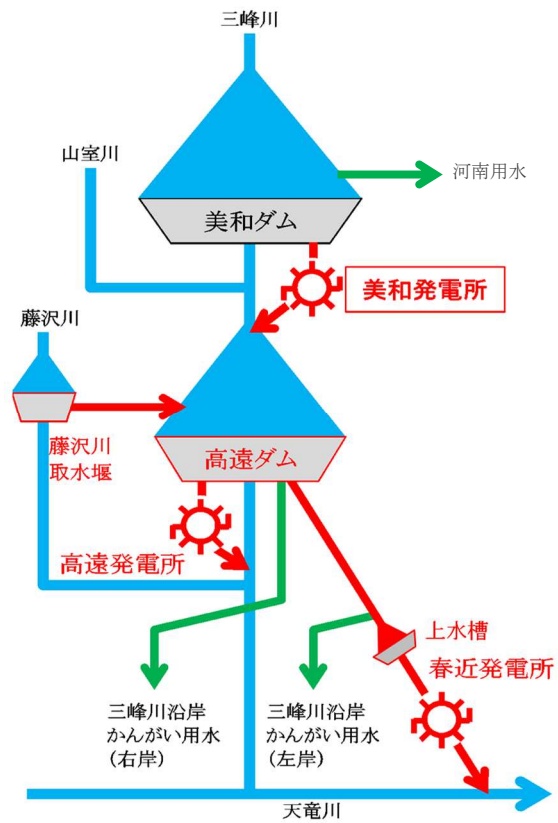 三峰川
山室川
河南用水
美和ダム
美和発電所
藤沢川
藤沢川
取水堰
高遠ダム
高遠発電所
上水槽
春近発電所
三峰川沿岸
かんがい用水
(右岸)
三峰川沿岸
かんがい用水
(左岸)
天竜川